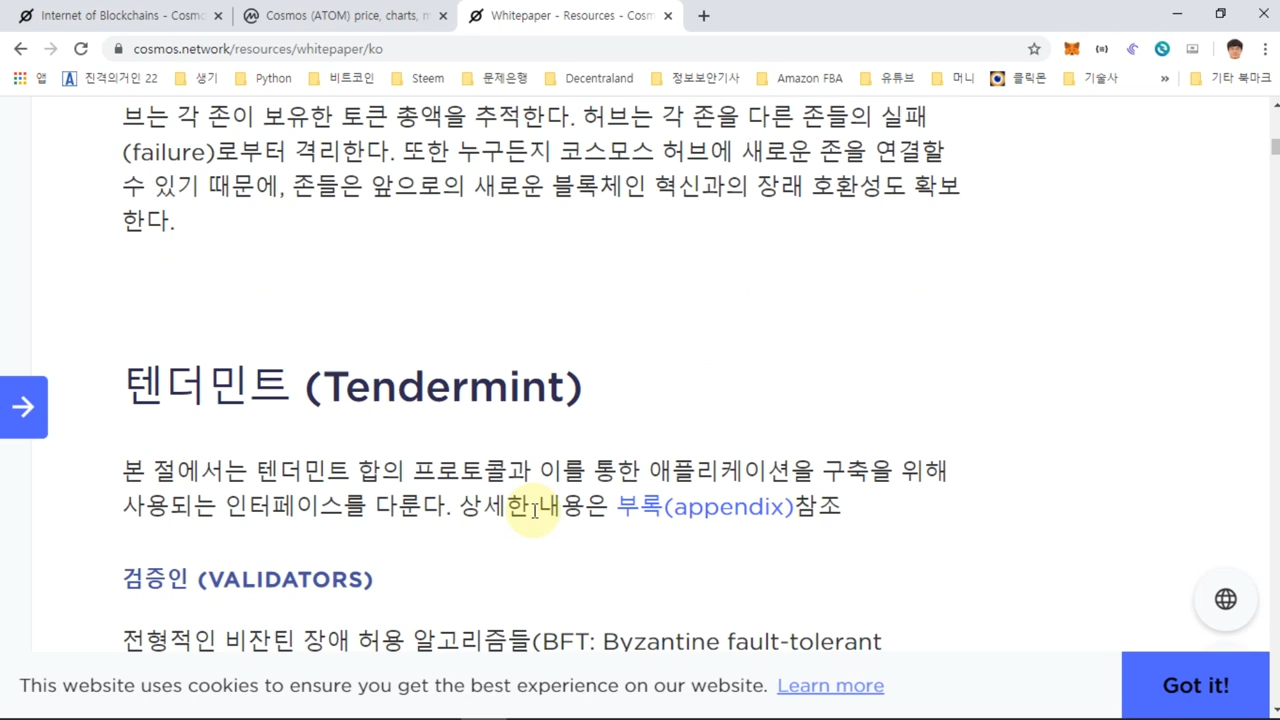 Internet of Blockchains - Cosmo
Cosmos (ATOM) price, charts, m
Whitepaper - Resources - Cosm
cosmos.network/resources/whitepaper/ko
앱
진격의거인 22
생기
Python
비트코인
Steem
문제은행
Decentraland
정보보안기사
Amazon FBA
유튜브
머니
클릭몬
기술사
»
기타 북마크
브는 각 존이 보유한 토큰 총액을 추적한다. 허브는 각 존을 다른 존들의 실패
(failure)로부터 격리한다. 또한 누구든지 코스모스 허브에 새로운 존을 연결할
수 있기 때문에, 존들은 앞으로의 새로운 블록체인 혁신과의 장래 호환성도 확보
한다.
텐더민트 (Tendermint)
본 절에서는 텐더민트 합의 프로토콜과 이를 통한 애플리케이션을 구축을 위해
사용되는 인터페이스를 다룬다. 상세한 내용은 부록(appendix)참조
검증인 (VALIDATORS)
전형적인 비잔틴 장애 허용 알고리즘들(BFT: Byzantine fault-tolerant
This website uses cookies to ensure you get the best experience on our website. Learn more
Got it!